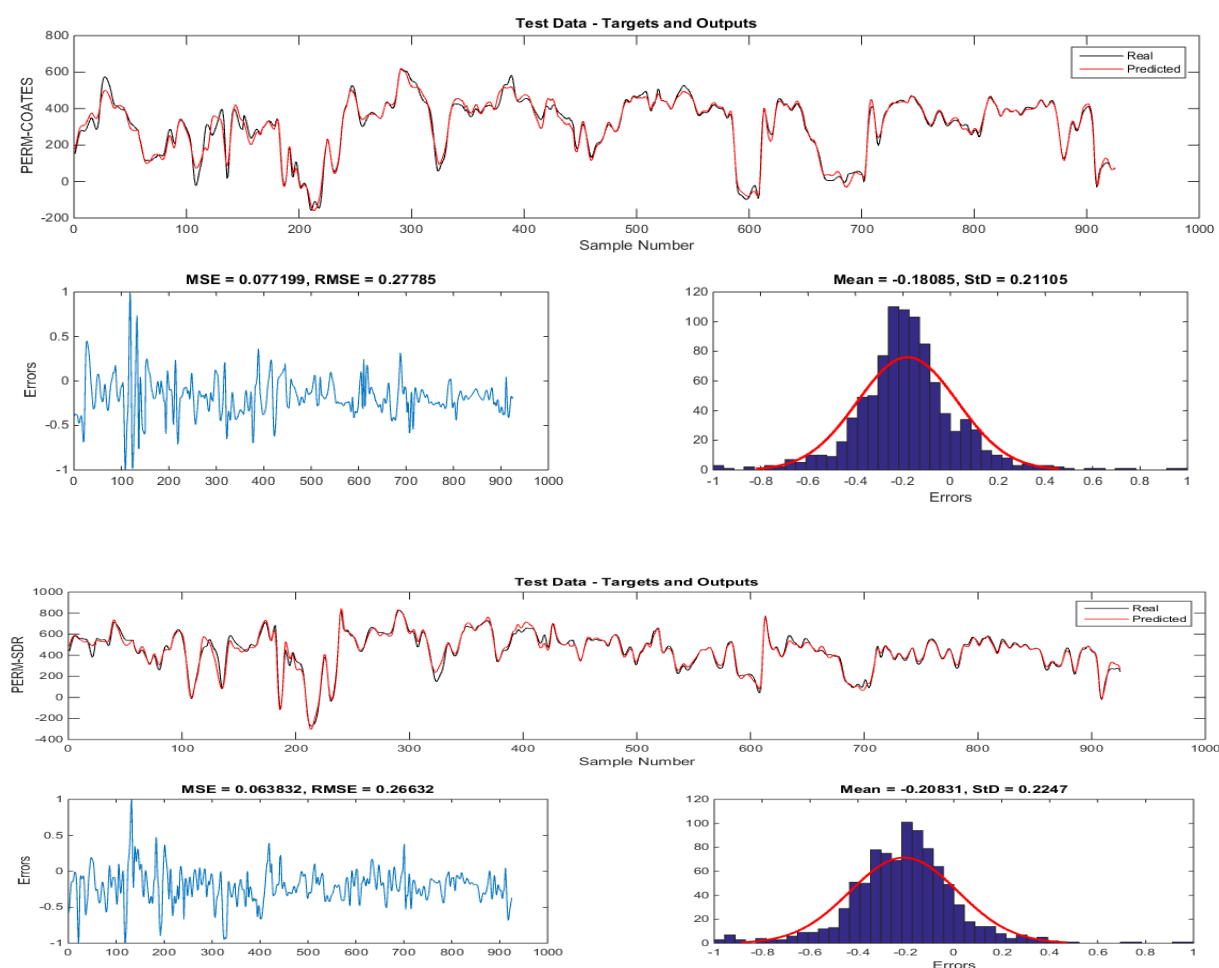 Test Data - Targets and Outputs
800
600
400
200
0
-200
PERM-COATES
Real
Predicted
0 100 200 300 400 500 600 700 800 900 1000
Sample Number
MSE = 0.077199, RMSE = 0.27785
1
0.5
0
-0.5
-1
Errors
0 100 200 300 400 500 600 700 800 900 1000
Mean = -0.18085, StD = 0.21105
120
100
80
60
40
20
0
-1 -0.8 -0.6 -0.4 -0.2 0 0.2 0.4 0.6 0.8 1
Errors
Test Data - Targets and Outputs
1000
800
600
400
200
0
-200
-400
PERM-SDR
Real
Predicted
0 100 200 300 400 500 600 700 800 900 1000
Sample Number
MSE = 0.063832, RMSE = 0.26632
1
0.5
0
-0.5
-1
Errors
0 100 200 300 400 500 600 700 800 900 1000
Mean = -0.20831, StD = 0.2247
120
100
80
60
40
20
0
-1 -0.8 -0.6 -0.4 -0.2 0 0.2 0.4 0.6 0.8 1
Errors